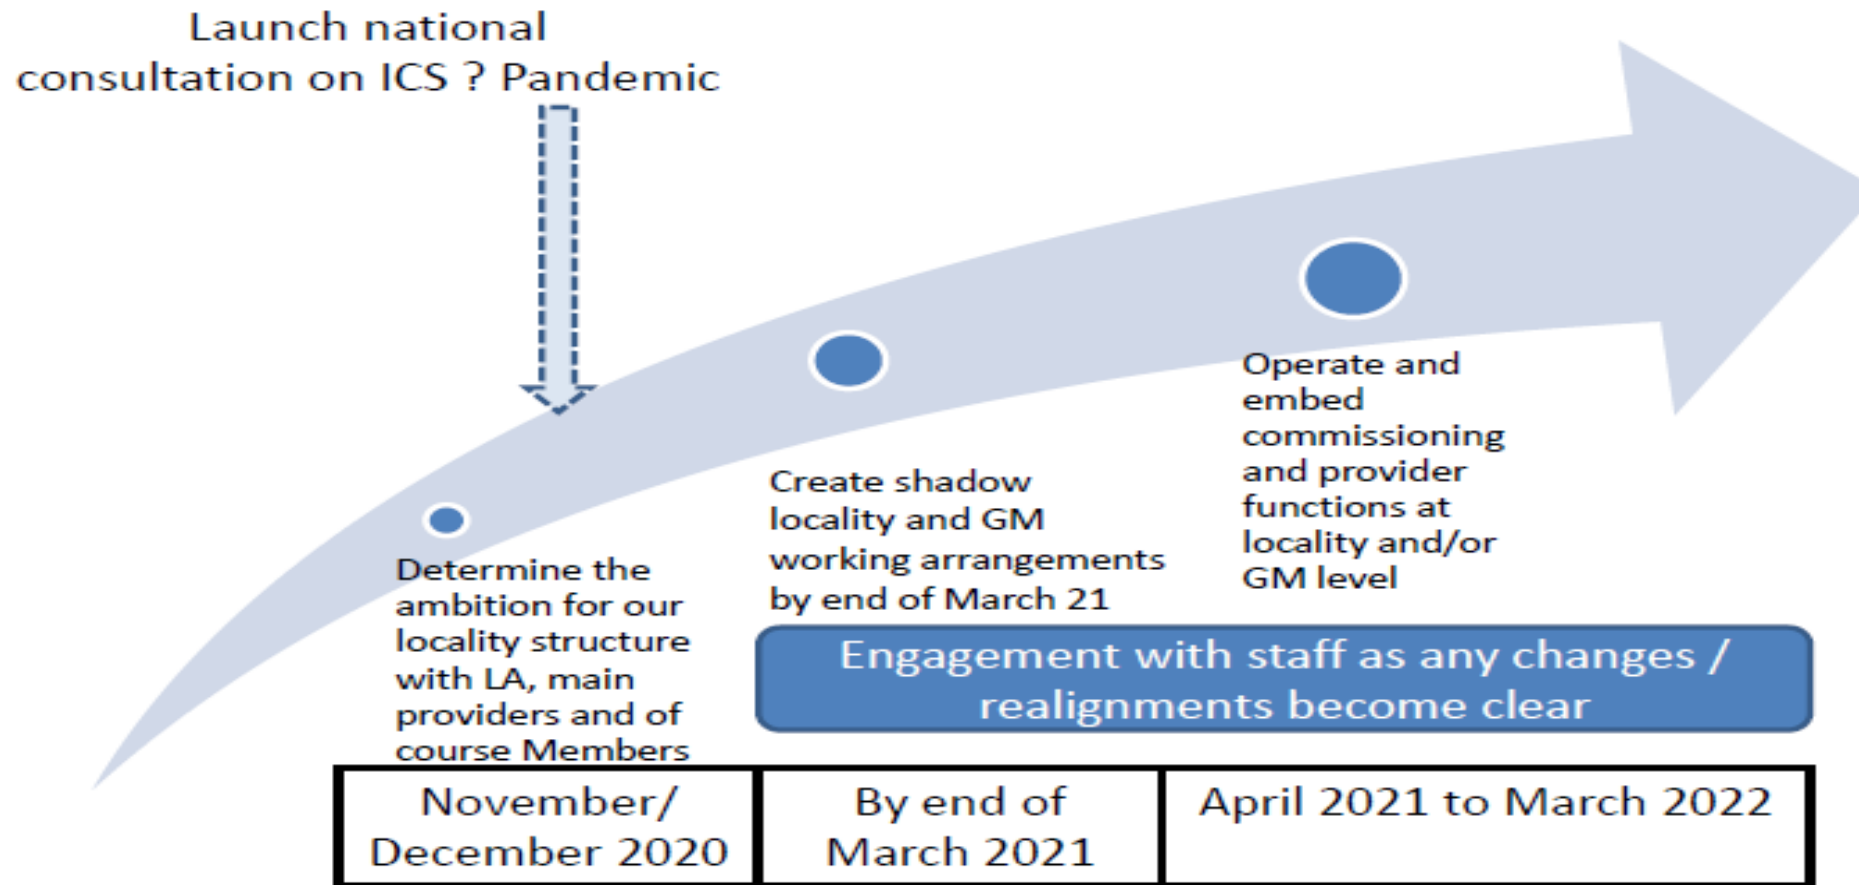 Launch national
consultation on ICS ? Pandemic
Determine the
ambition for our
locality structure
with LA, main
providers and of
course Members
Create shadow
locality and GM
working arrangements
by end of March 21
Operate and
embed
commissioning
and provider
functions at
locality and/or
GM level
Engagement with staff as any changes /
realignments become clear
November/
December 2020
By end of
March 2021
April 2021 to March 2022